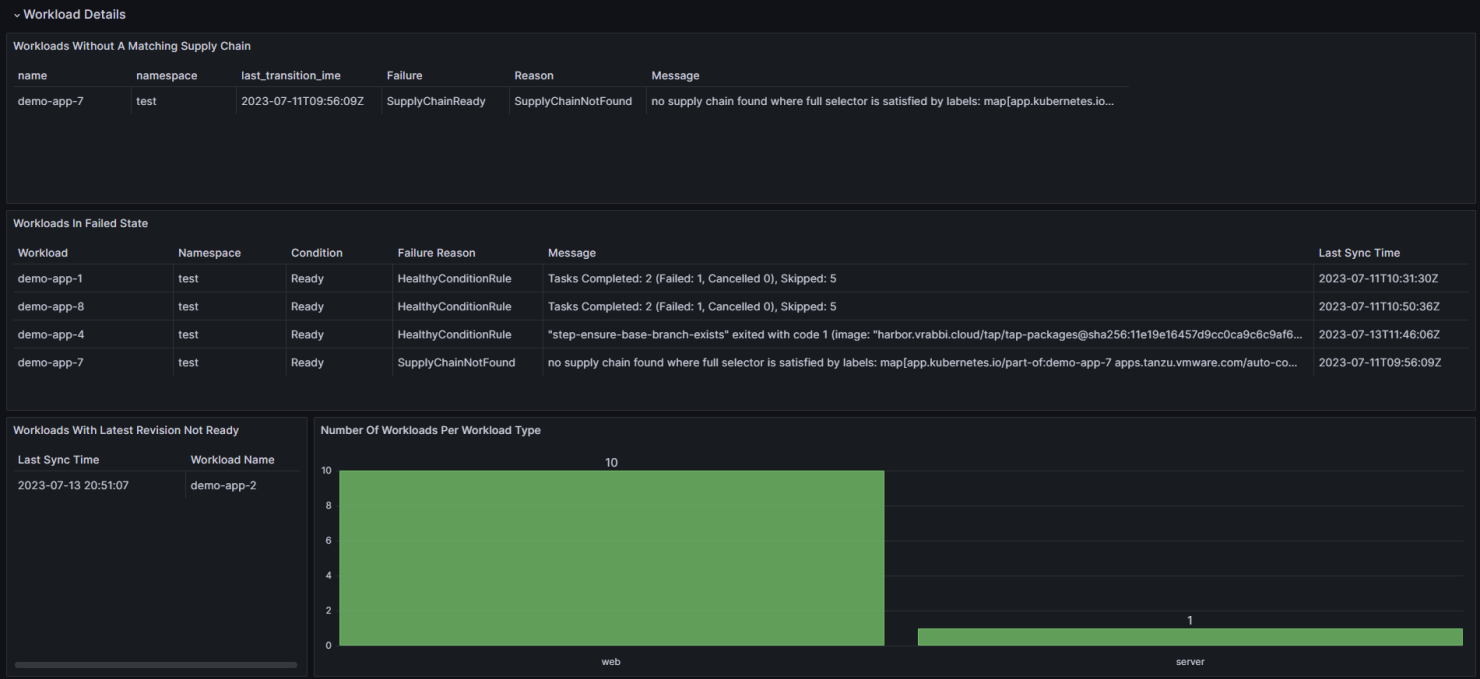 Workload Details
Workloads Without A Matching Supply Chain
name namespace last_transition_ime Failure Reason Message
demo-app-7 test 2023-07-11T09:56:09Z SupplyChainReady SupplyChainNotFound no supply chain found where full selector is satisfied by labels: map[app.kubernetes.io...
Workloads In Failed State
Workload Namespace Condition Failure Reason Message Last Sync Time
demo-app-1 test Ready HealthyConditionRule Tasks Completed: 2 (Failed: 1, Cancelled 0), Skipped: 5 2023-07-11T10:31:30Z
demo-app-8 test Ready HealthyConditionRule Tasks Completed: 2 (Failed: 1, Cancelled 0), Skipped: 5 2023-07-11T10:50:36Z
demo-app-4 test Ready HealthyConditionRule "step-ensure-base-branch-exists" exited with code 1 (image: "harbor.vrabbi.cloud/tap/tap-packages@sha256:11e19e16457d9cc0ca9c6c9af6... 2023-07-13T11:46:06Z
demo-app-7 test Ready SupplyChainNotFound no supply chain found where full selector is satisfied by labels: map[app.kubernetes.io/part-of:demo-app-7 apps.tanzu.vmware.com/auto-co... 2023-07-11T09:56:09Z
Workloads With Latest Revision Not Ready
Last Sync Time Workload Name
2023-07-13 20:51:07 demo-app-2
Number Of Workloads Per Workload Type
10
10
8
6
4
2
1
0
web server